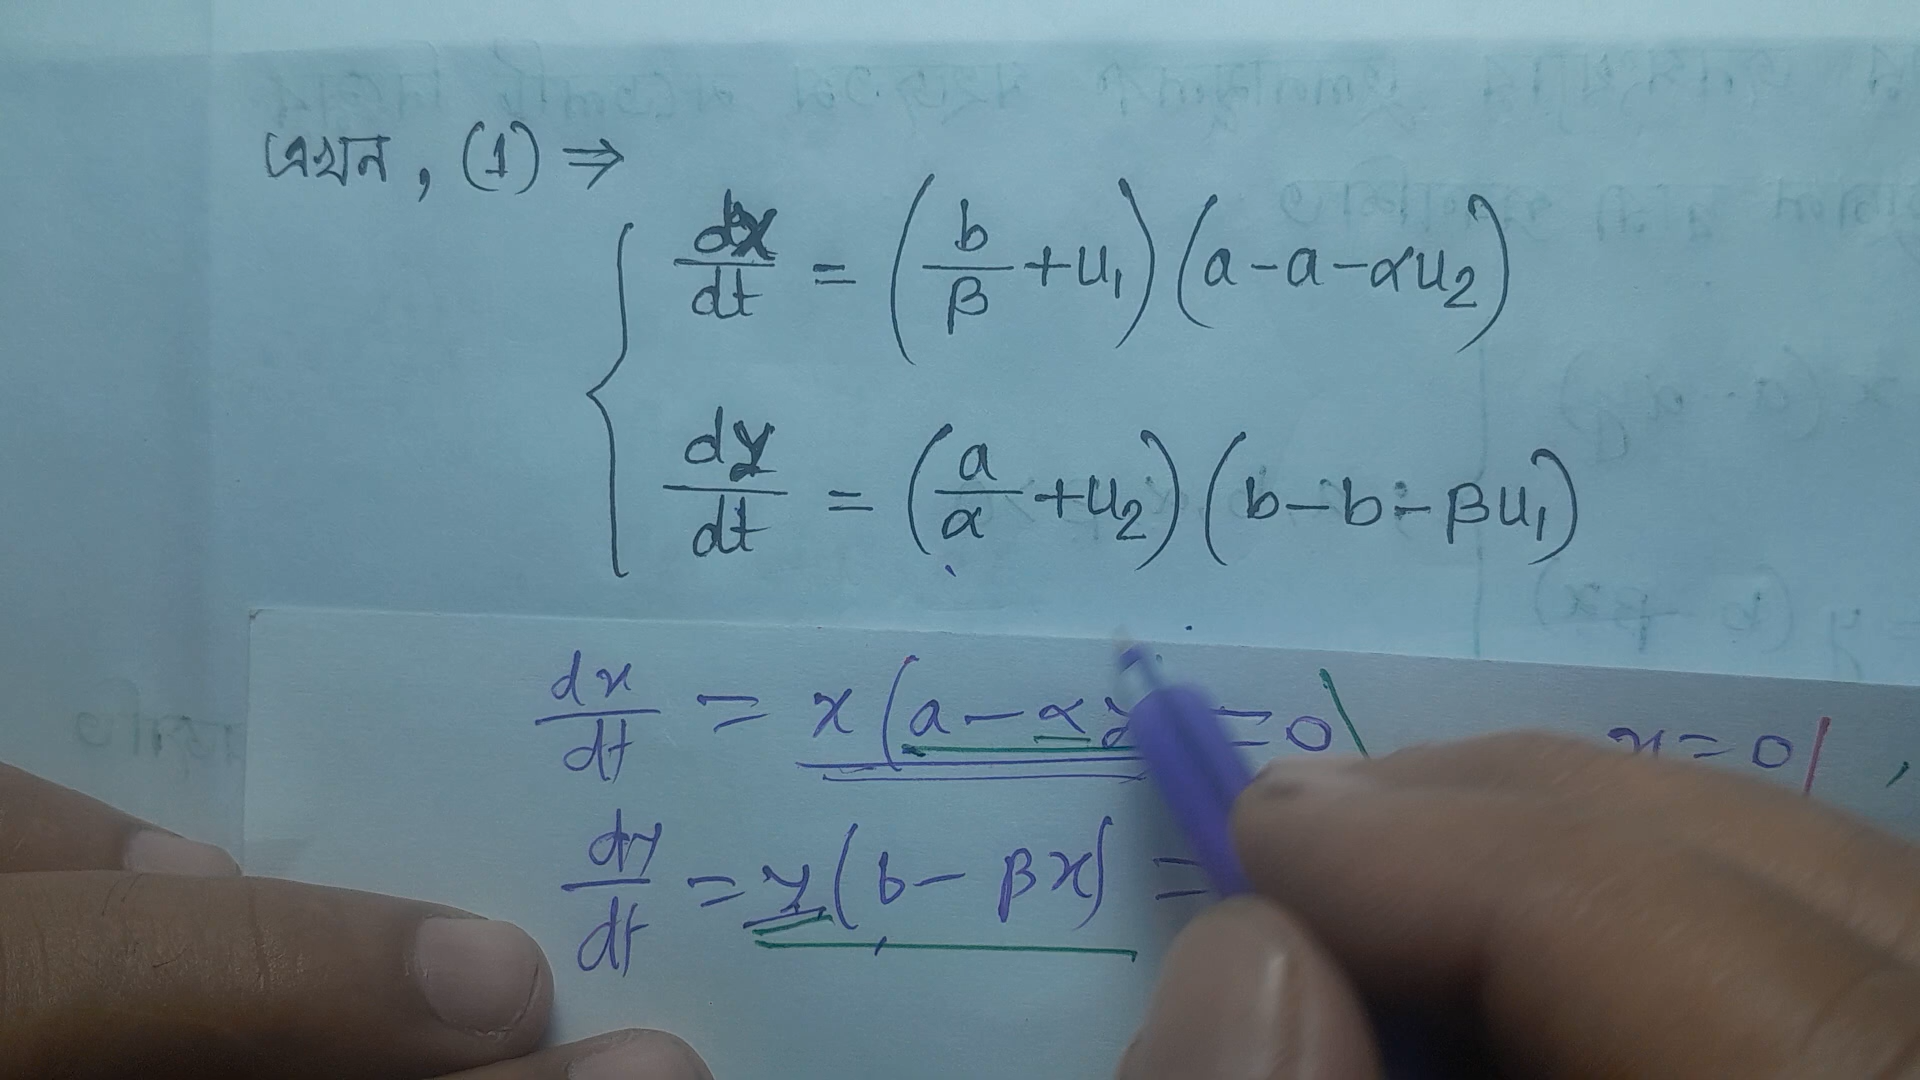 এখন, (1) ⇒
dx/dt = (b/β + u₁) (a - a - αu₂)
dy/dt = (a/α + u₂) (b - b - βu₁)
dx/dt = x(a - αy = 0 x = 0 ,
dy/dt = y(b - βx) =